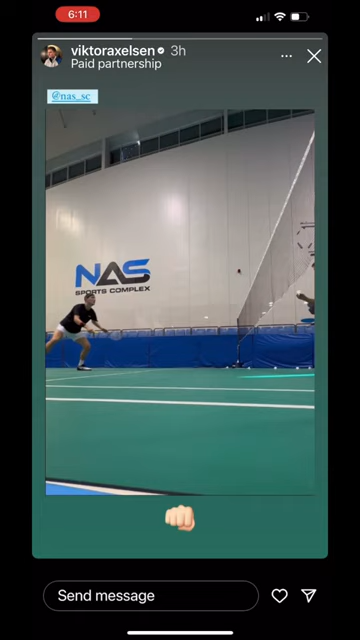 6:11
viktoraxelsen 3h
Paid partnership
@nas_sc
NAS
SPORTS COMPLEX
Send message